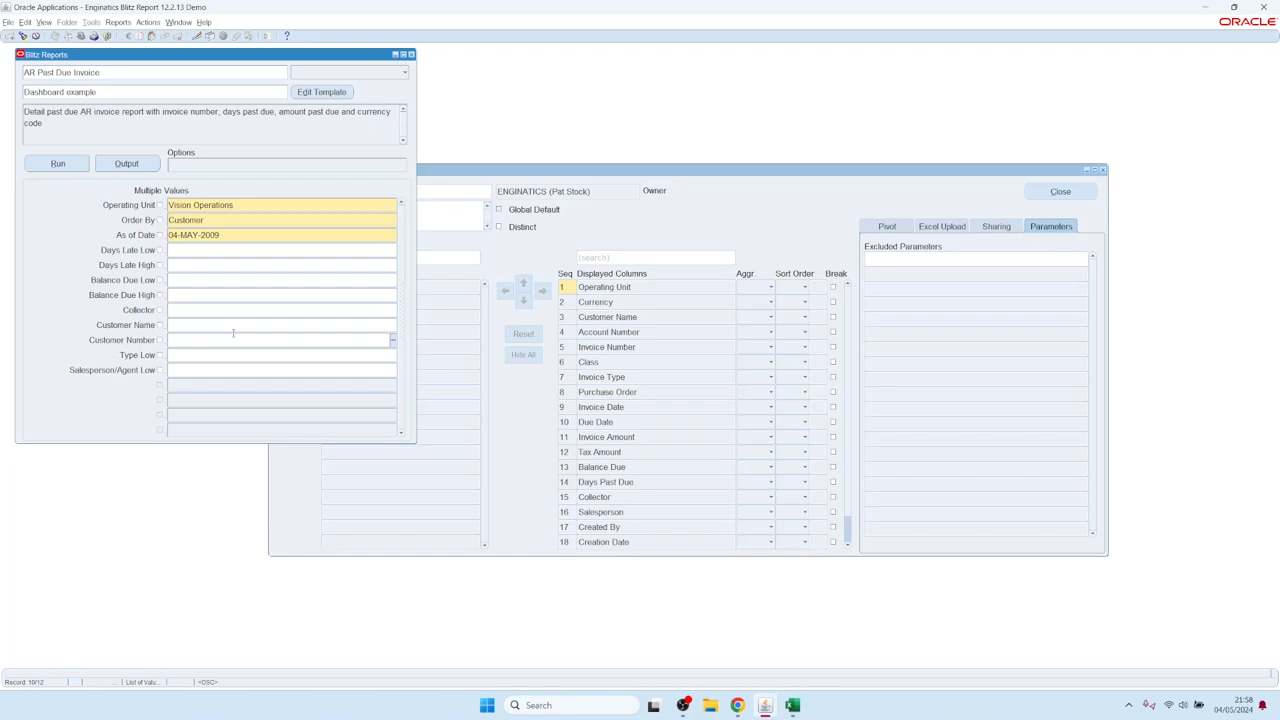 Oracle Applications - Enginatics Blitz Report 12.2.13 Demo
File Edit View Folder Tools Reports Actions Window Help
ORACLE
Blitz Reports
AR Past Due Invoice
Dashboard example
Edit Template
Detail past due AR invoice report with invoice number, days past due, amount past due and currency
code
Options
Run
Output
Multiple Values
Operating Unit Vision Operations
Order By Customer
As of Date 04-MAY-2009
Days Late Low
Days Late High
Balance Due Low
Balance Due High
Collector
Customer Name
Customer Number
Type Low
Salesperson/Agent Low
ENGINATICS (Pat Stock)
Owner
Close
Global Default
Distinct
Pivot
Excel Upload
Sharing
Parameters
Excluded Parameters
(search)
Seq Displayed Columns Aggr. Sort Order Break
1 Operating Unit
2 Currency
3 Customer Name
4 Account Number
5 Invoice Number
6 Class
7 Invoice Type
8 Purchase Order
9 Invoice Date
10 Due Date
11 Invoice Amount
12 Tax Amount
13 Balance Due
14 Days Past Due
15 Collector
16 Salesperson
17 Created By
18 Creation Date
Reset
Hide All
Record: 10/12 ... List of Valu... <OSC>
Search
21:58
04/05/2024